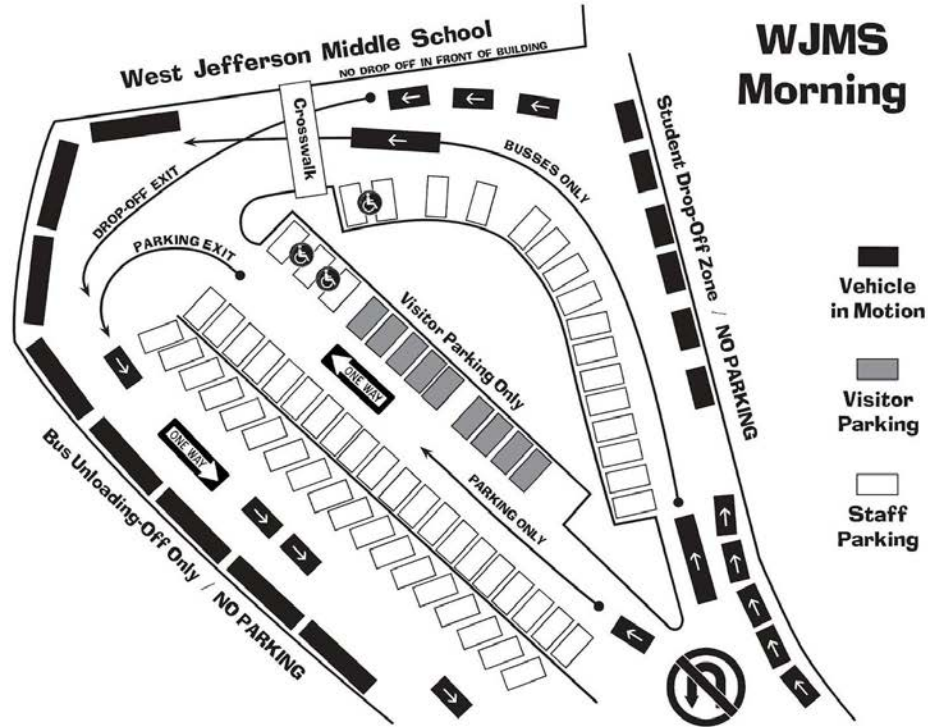 WJMS
Morning
West Jefferson Middle School
NO DROP OFF IN FRONT OF BUILDING
Crosswalk
BUSSES ONLY
Student Drop-Off Zone / NO PARKING
DROP-OFF EXIT
PARKING EXIT
Visitor Parking Only
ONE WAY
ONE WAY
PARKING ONLY
Bus Unloading-Off Only / NO PARKING
Vehicle
in Motion
Visitor
Parking
Staff
Parking